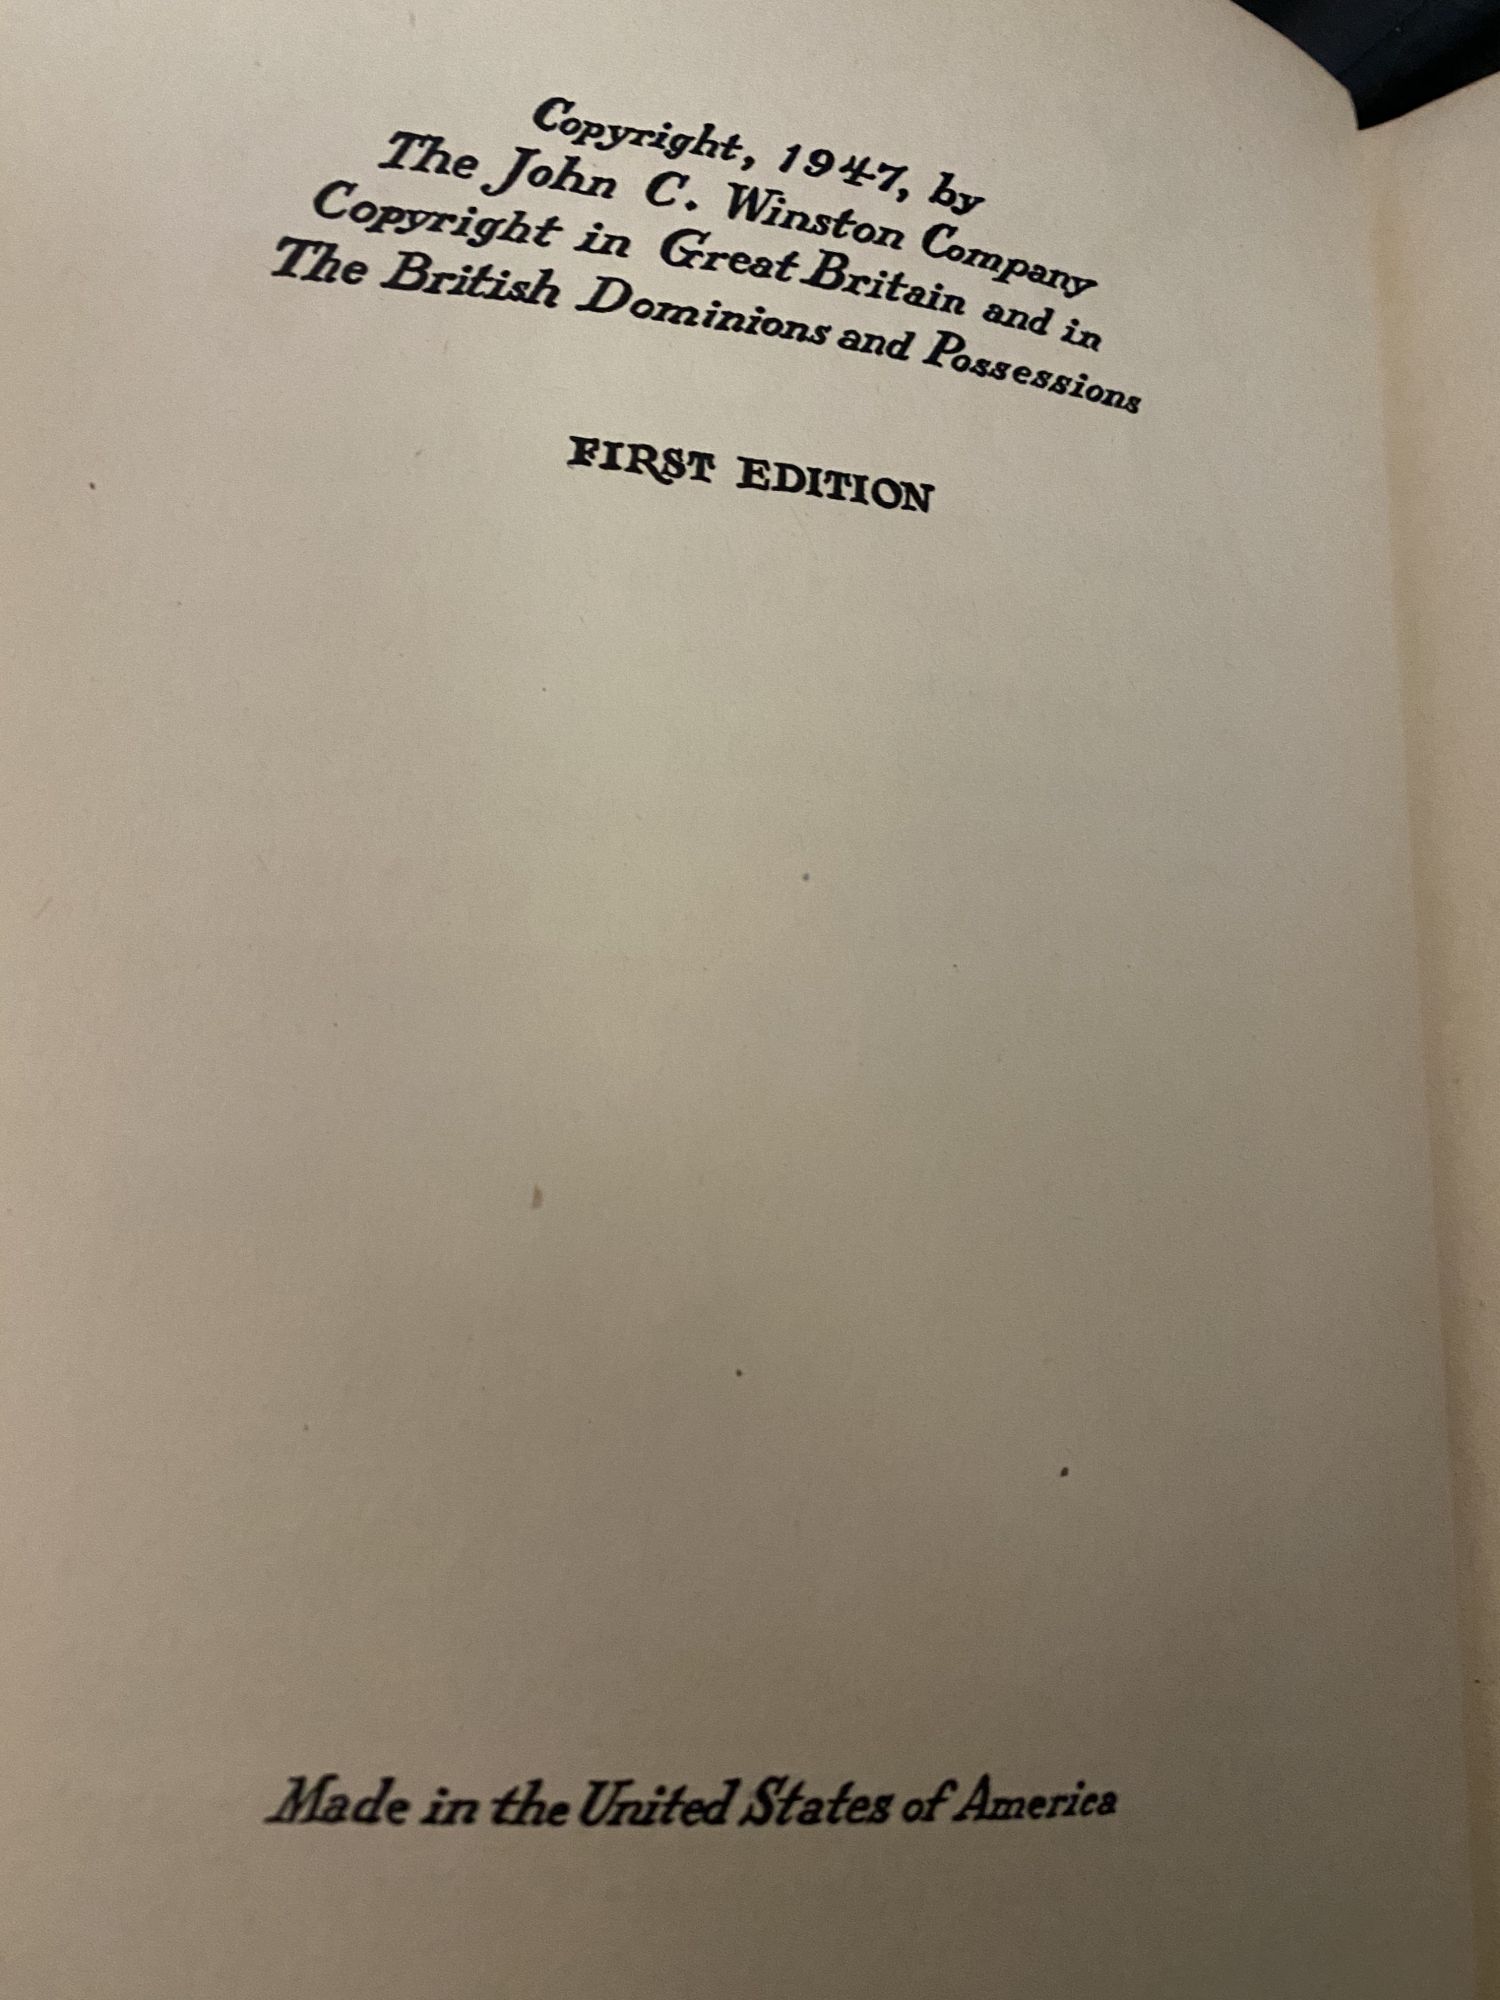 Copyright, 1947, by
The John C. Winston Company
Copyright in Great Britain and in
The British Dominions and Possessions
FIRST EDITION
Made in the United States of America